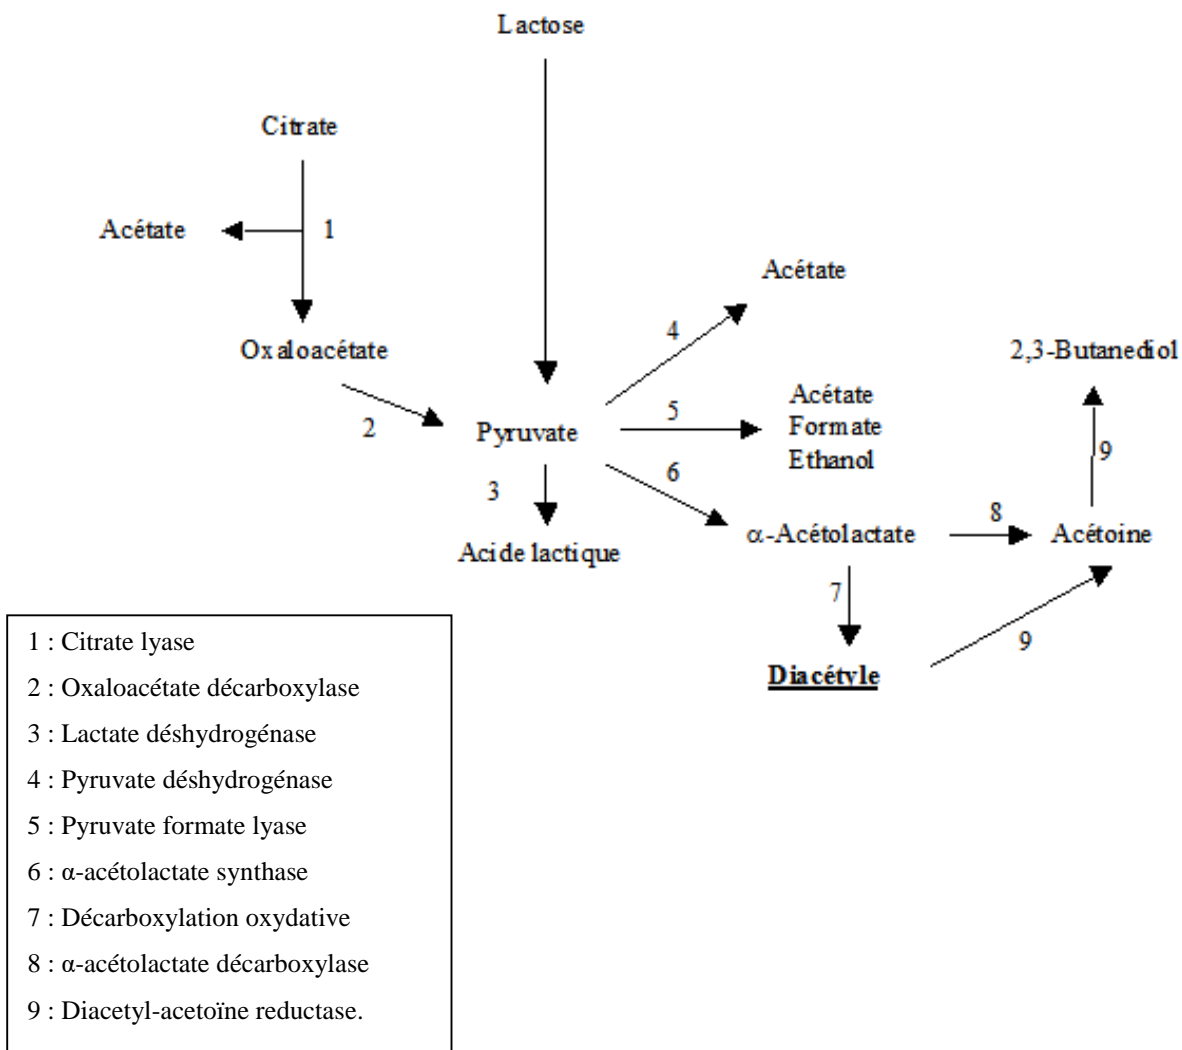 Lactose
Citrate
Acétate
1
Acétate
4
Oxaloacétate
2,3-Butanediol
2
Pyruvate
5
Acétate
Formate
Ethanol
9
3
6
Acide lactique
α-Acétolactate
8
Acétoine
7
9
Diacétyle
1 : Citrate lyase
2 : Oxaloacétate décarboxylase
3 : Lactate déshydrogénase
4 : Pyruvate déshydrogénase
5 : Pyruvate formate lyase
6 : α-acétolactate synthase
7 : Décarboxylation oxydative
8 : α-acétolactate décarboxylase
9 : Diacetyl-acetoïne reductase.